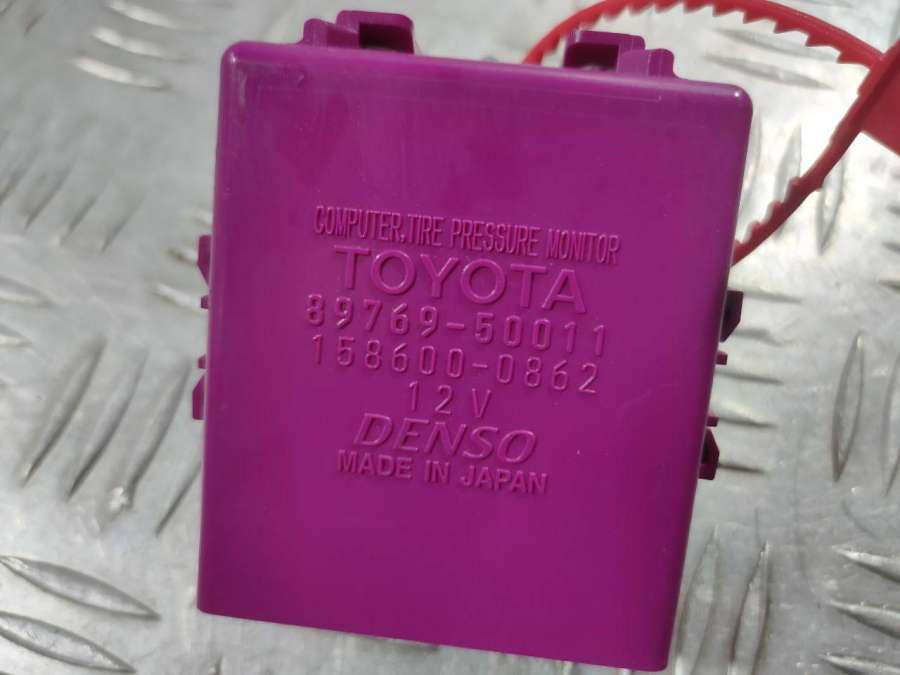 COMPUTER.TIRE PRESSURE MONITOR
TOYOTA
89769-50011
158600-0862
12V
DENSO
MADE IN JAPAN